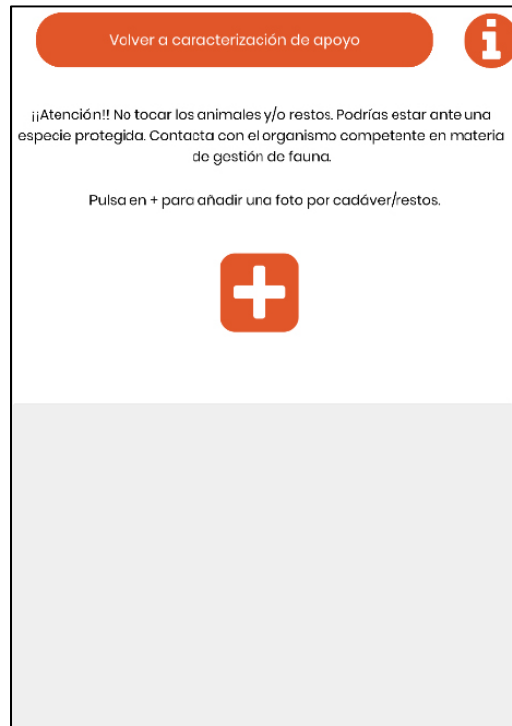 Volver a caracterización de apoyo
¡¡Atención!! No tocar los animales y/o restos. Podrías estar ante una
especie protegida. Contacta con el organismo competente en materia
de gestión de fauna.
Pulsa en + para añadir una foto por cadáver/restos.